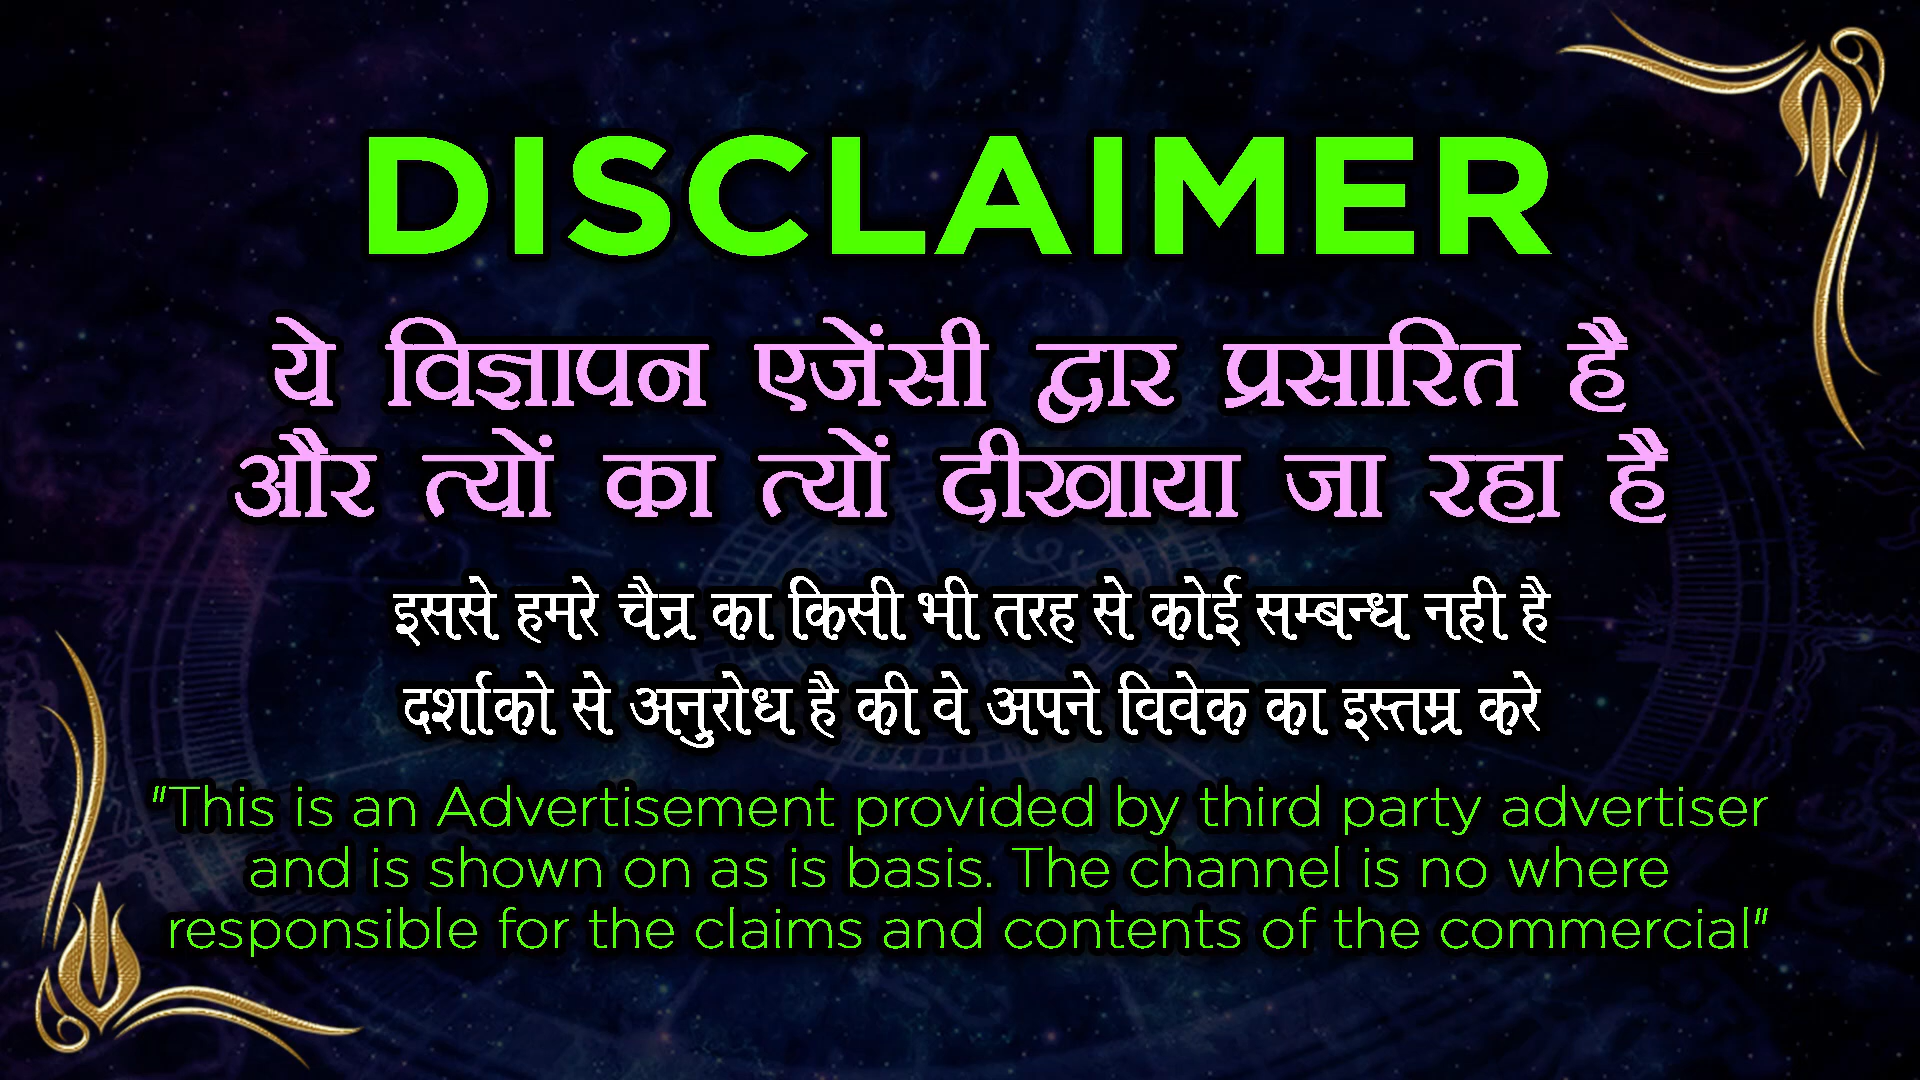 DISCLAIMER
ये विज्ञापन एजेंसी द्वार प्रसारित है
और त्यों का त्यों दीखाया जा रहा है
इससे हमरे चैन्र का किसी भी तरह से कोई सम्बन्ध नही है
दर्शाको से अनुरोध है की वे अपने विवेक का इस्तम्र करे
"This is an Advertisement provided by third party advertiser
and is shown on as is basis. The channel is no where
responsible for the claims and contents of the commercial"